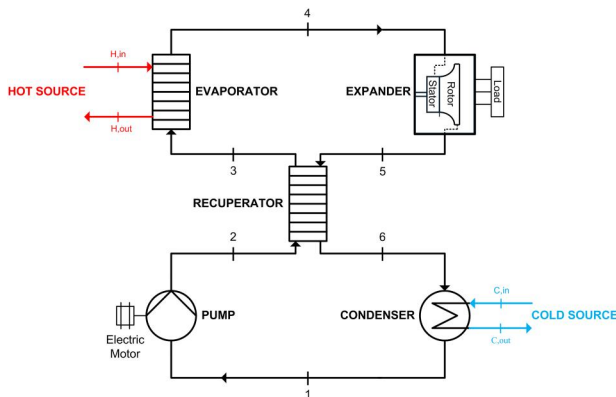 4
H,in
HOT SOURCE
EVAPORATOR
EXPANDER
Stator
Rotor
Load
H,out
3
5
RECUPERATOR
2
6
PUMP
CONDENSER
C,in
COLD SOURCE
C,out
Electric
Motor
1